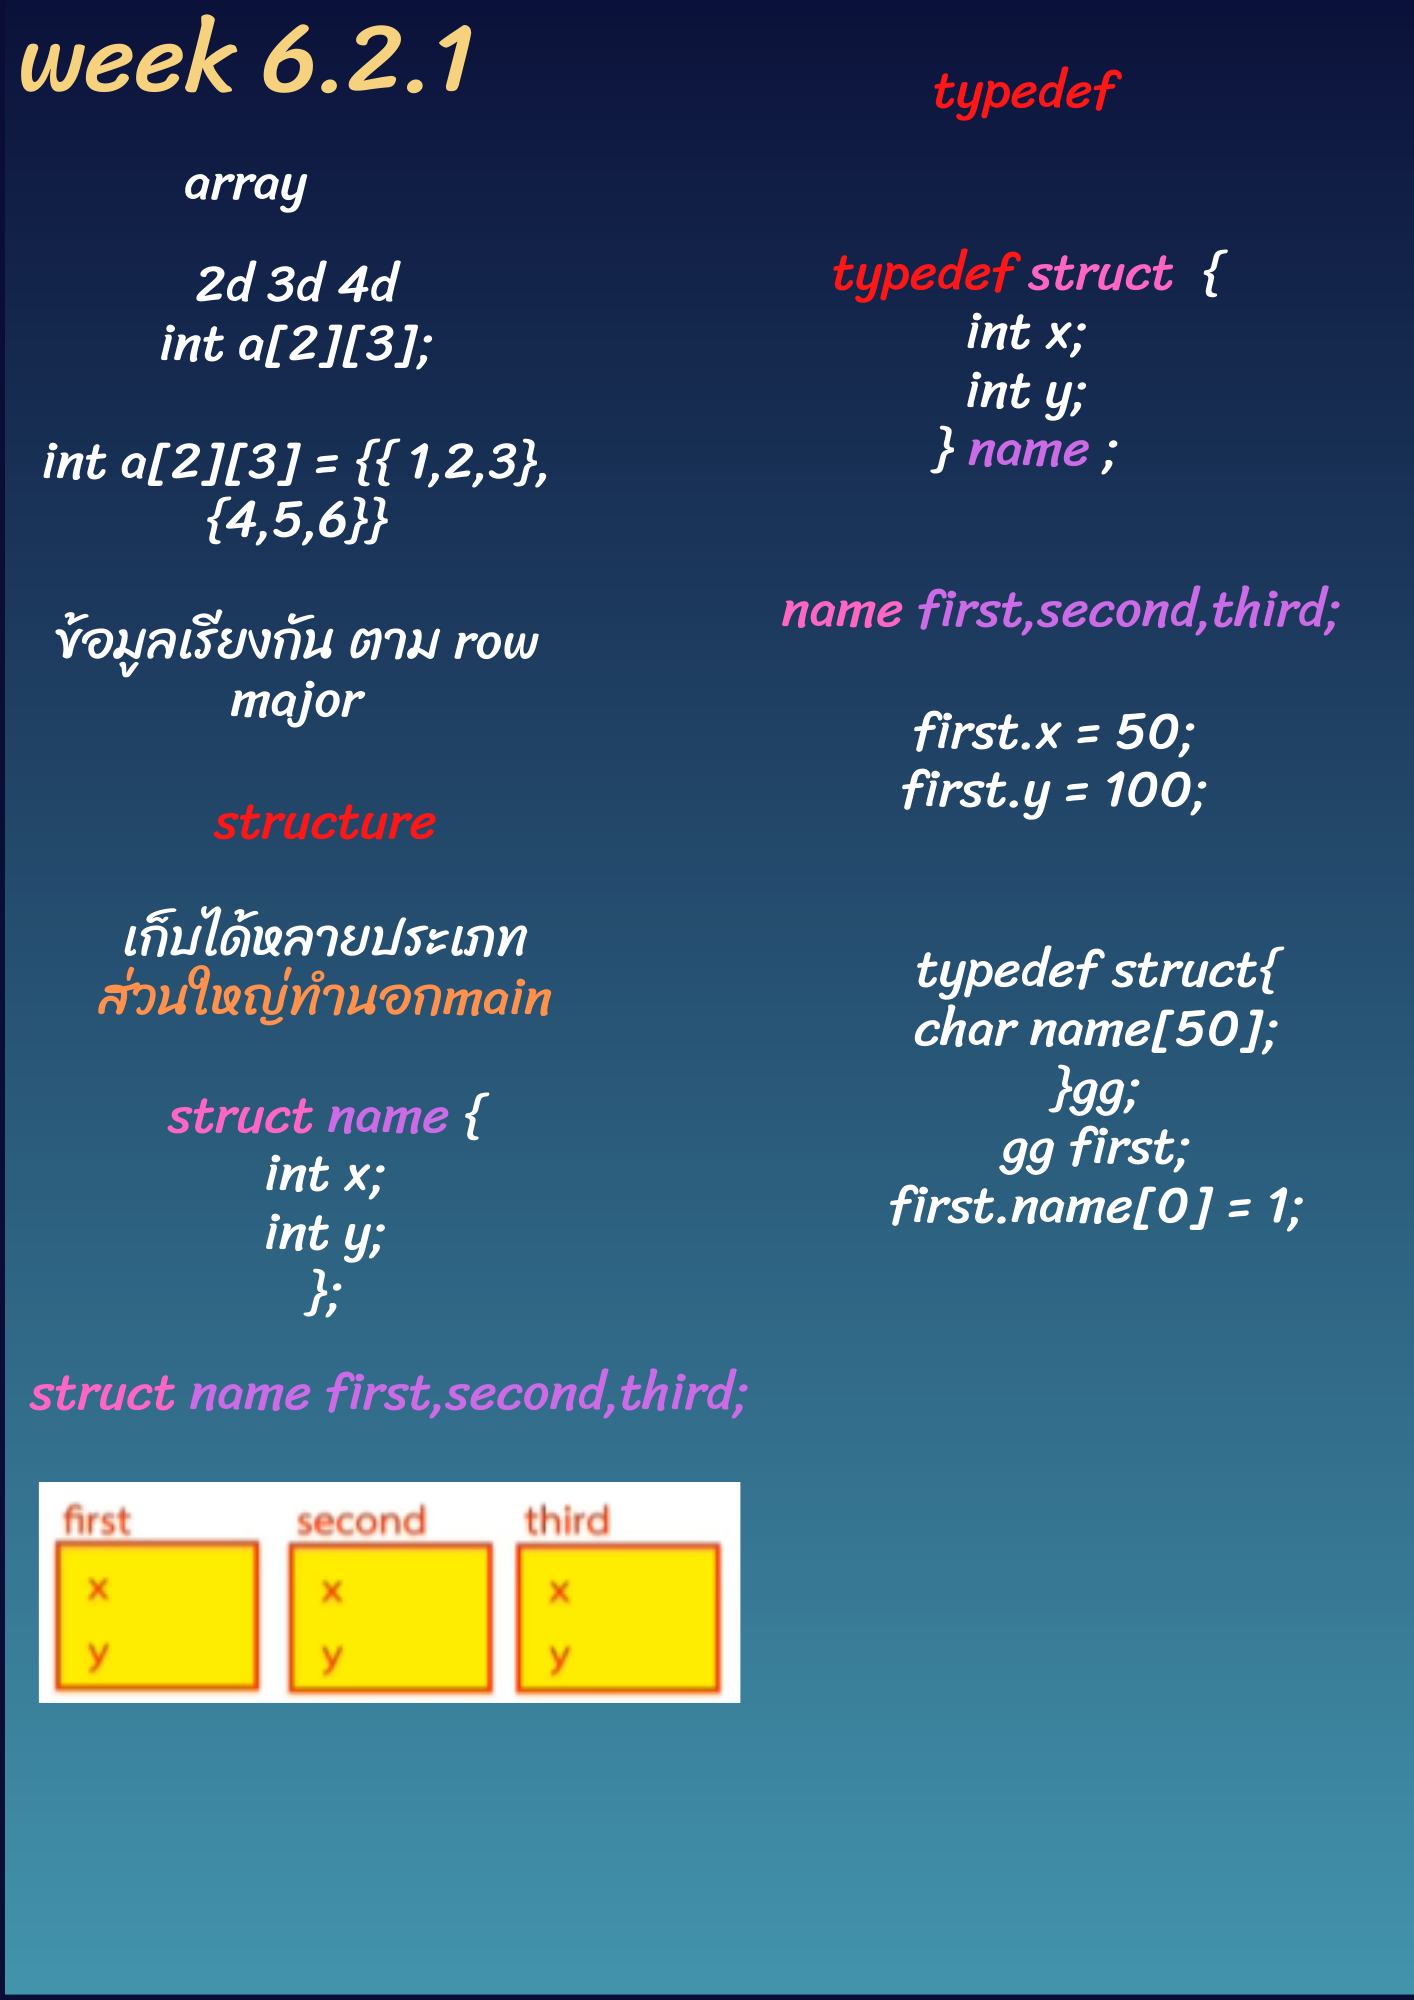 week 6.2.1
array
2d 3d 4d
int a[2][3];
int a[2][3] = {{ 1,2,3},
{4,5,6}}
ข้อมูลเรียงกัน ตาม row
major
structure
เก็บได้หลายประเภท
ส่วนใหญ่ทำนอกmain
struct name {
int x;
int y;
};
struct name first,second,third;
first second third
x x x
y y y
typedef
typedef struct {
int x;
int y;
} name ;
name first,second,third;
first.x = 50;
first.y = 100;
typedef struct{
char name[50];
}gg;
gg first;
first.name[0] = 1;